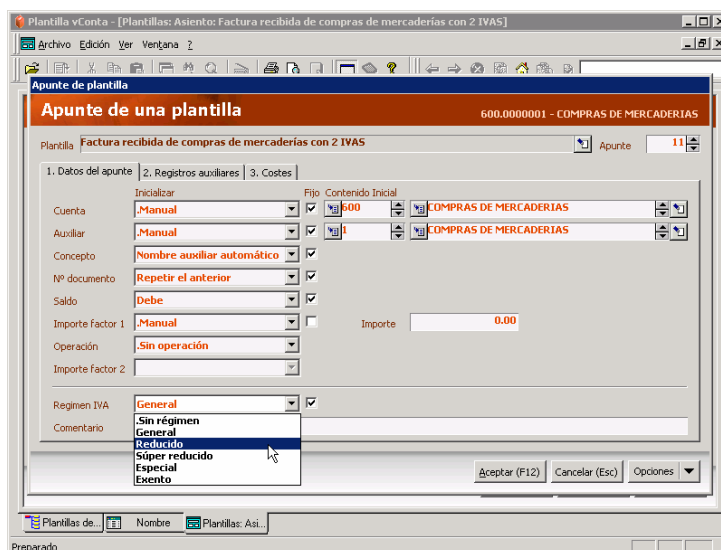 Plantilla vConta - [Plantillas: Asiento: Factura recibida de compras de mercaderías con 2 IVAS]
Archivo Edición Ver Ventana ?
Apunte de plantilla
Apunte de una plantilla 600.0000001 - COMPRAS DE MERCADERIAS
Plantilla Factura recibida de compras de mercaderías con 2 IVAS Apunte 11
1. Datos del apunte 2. Registros auxiliares 3. Costes
Inicializar Fijo Contenido Inicial
Cuenta .Manual 600 COMPRAS DE MERCADERIAS
Auxiliar .Manual 1 COMPRAS DE MERCADERIAS
Concepto Nombre auxiliar automático
Nº documento Repetir el anterior
Saldo Debe
Importe factor 1 .Manual Importe 0.00
Operación .Sin operación
Importe factor 2
Regimen IVA General
.Sin régimen
Comentario
General
Reducido
Súper reducido
Especial
Exento
Aceptar (F12) Cancelar (Esc) Opciones
Plantillas de... Nombre Plantillas: Asi...
Preparado